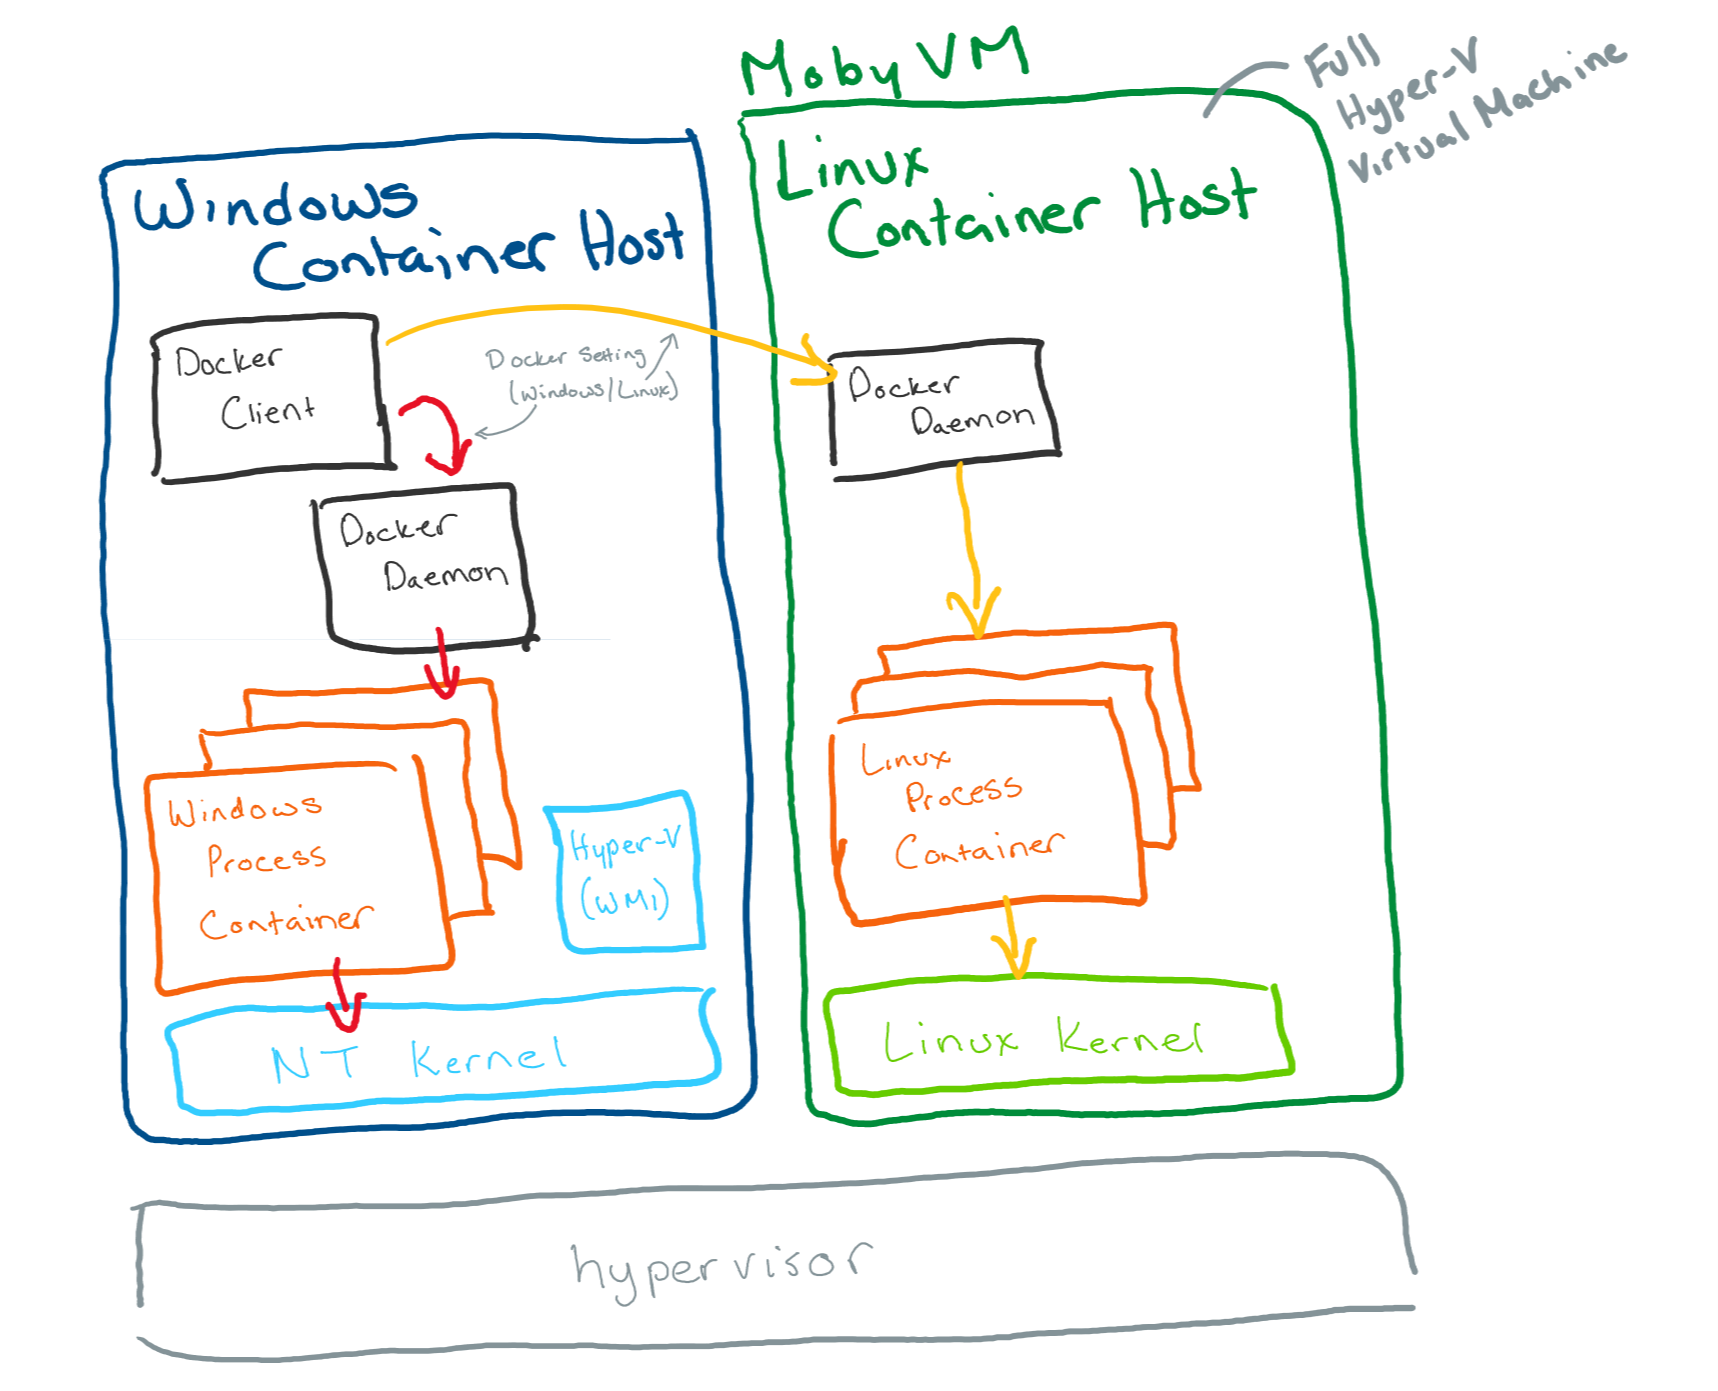 Moby VM
Full
Hyper-V
Virtual Machine
Windows
Container Host
Docker
Client
Docker Setting
(Windows/Linux)
Docker
Daemon
Windows
Process
Container
Hyper-V
(WMI)
NT Kernel
Linux
Container Host
Docker
Daemon
Linux
Process
Container
Linux Kernel
hypervisor